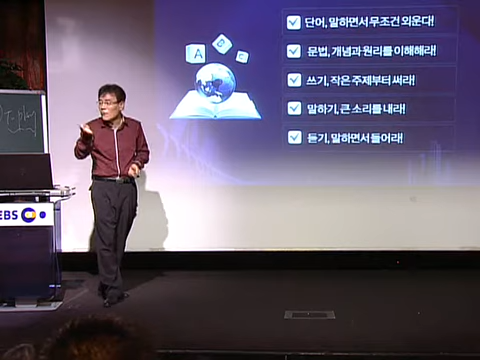 A
C
단어, 말하면서 무조건 외운다!
문법, 개념과 원리를 이해해라!
쓰기, 작은 주제부터 써라!
말하기, 큰 소리를 내라!
듣기, 말하면서 들어라!
EBS